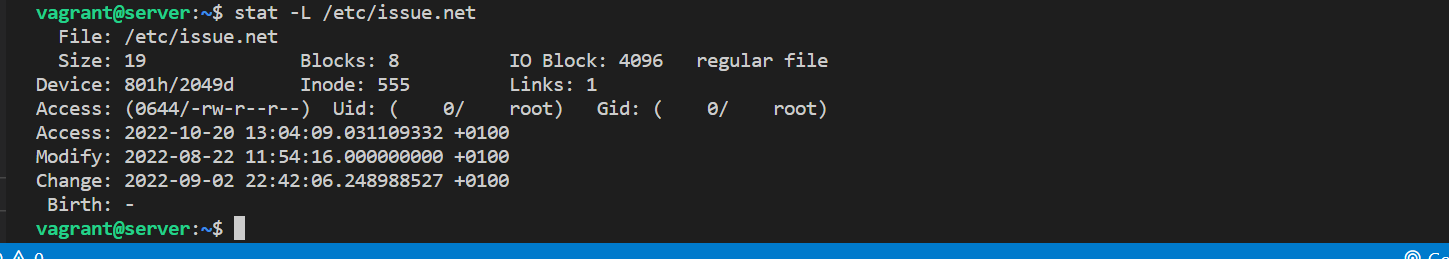 vagrant@server:~$ stat -L /etc/issue.net
  File: /etc/issue.net
  Size: 19              Blocks: 8          IO Block: 4096   regular file
Device: 801h/2049d      Inode: 555         Links: 1
Access: (0644/-rw-r--r--)  Uid: (    0/    root)   Gid: (    0/    root)
Access: 2022-10-20 13:04:09.031109332 +0100
Modify: 2022-08-22 11:54:16.000000000 +0100
Change: 2022-09-02 22:42:06.248988527 +0100
 Birth: -
vagrant@server:~$